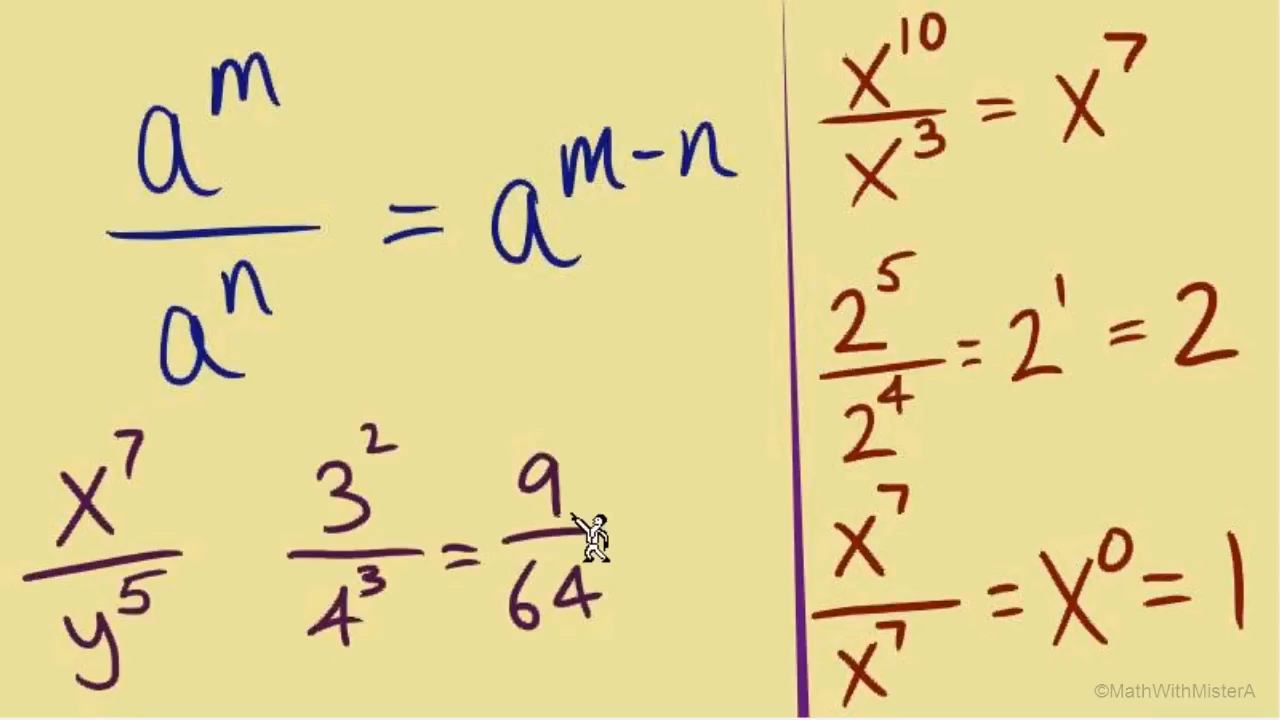 a^m / a^n = a^(m-n)
x^7 / y^5
3^2 / 4^3 = 9 / 64
x^10 / x^3 = x^7
2^5 / 2^4 = 2^1 = 2
x^7 / x^7 = x^0 = 1
©MathWithMisterA